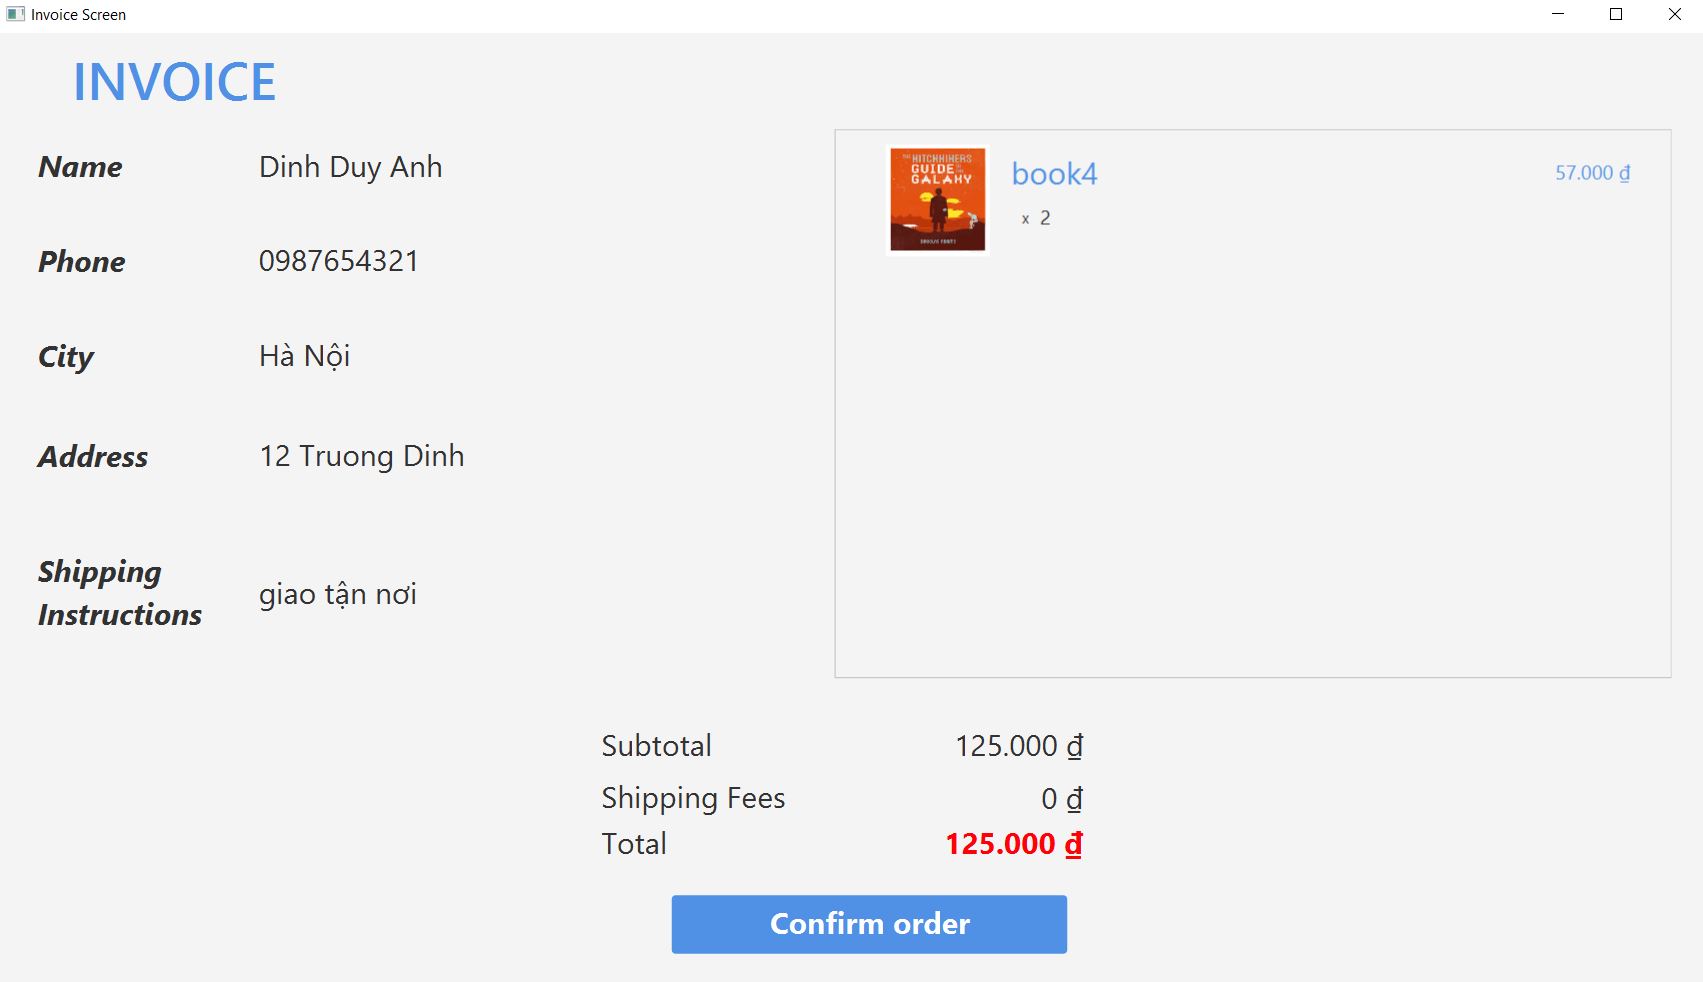 Invoice Screen
INVOICE
Name Dinh Duy Anh
Phone 0987654321
City Hà Nội
Address 12 Truong Dinh
Shipping
Instructions
giao tận nơi
THE HITCHHIKERS
GUIDE
GALAXY
book4 57.000 ₫
x 2
Subtotal 125.000 ₫
Shipping Fees 0 ₫
Total 125.000 ₫
Confirm order